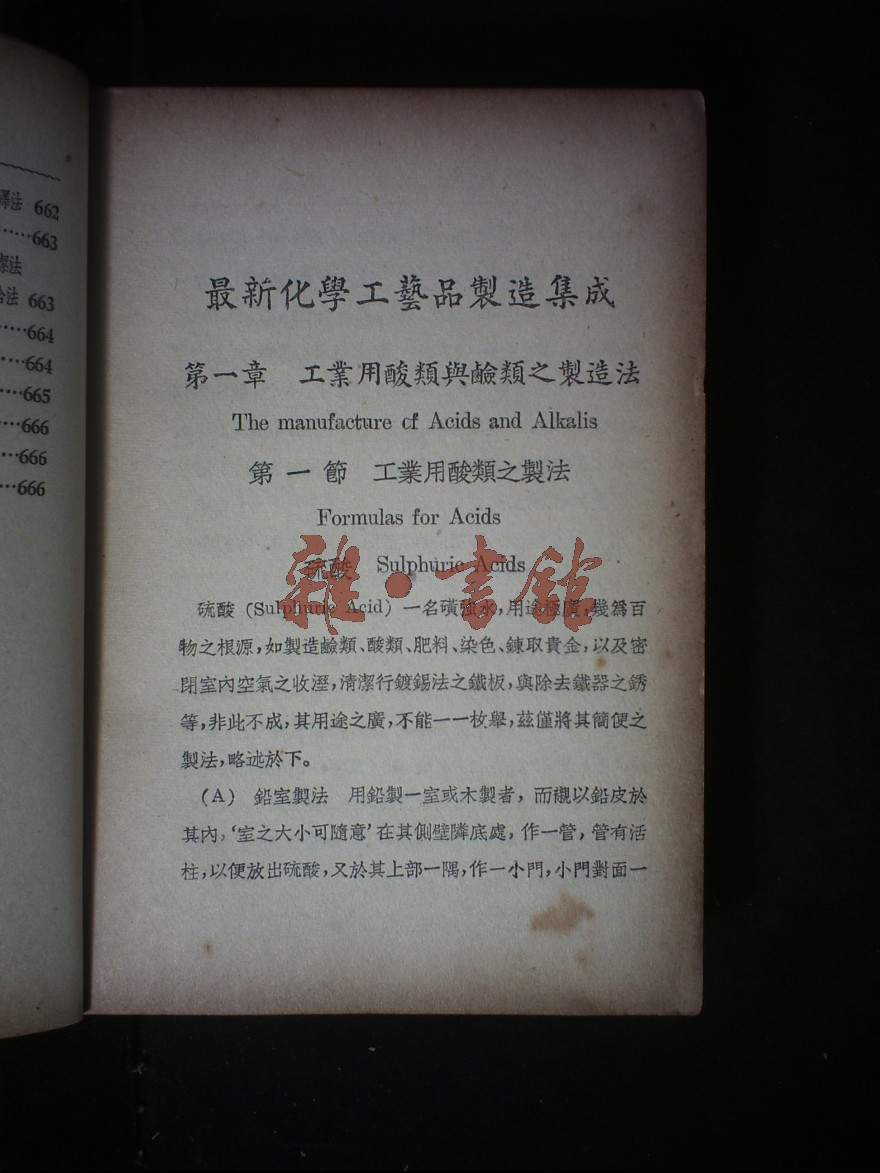 釋法 662
……663
潔法
合法 663
……664
……664
……665
……666
……666
……666
最新化學工藝品製造集成
第一章 工業用酸類與鹼類之製造法
The manufacture of Acids and Alkalis
第一節 工業用酸類之製法
Formulas for Acids
硫酸 Sulphuric Acids
雜·書館
硫酸 (Sulphuric Acid) 一名磺強水,用途極廣,幾爲百
物之根源,如製造鹼類、酸類、肥料、染色、鍊取貴金,以及密
閉室內空氣之收溼,清潔行鍍錫法之鐵板,與除去鐵器之銹
等,非此不成,其用途之廣,不能一一枚舉,茲僅將其簡便之
製法,略述於下。
(A) 鉛室製法 用鉛製一室或木製者,而襯以鉛皮於
其內,‘室之大小可隨意’在其側壁隣底處,作一管,管有活
柱,以便放出硫酸,又於其上部一隅,作一小門,小門對面一